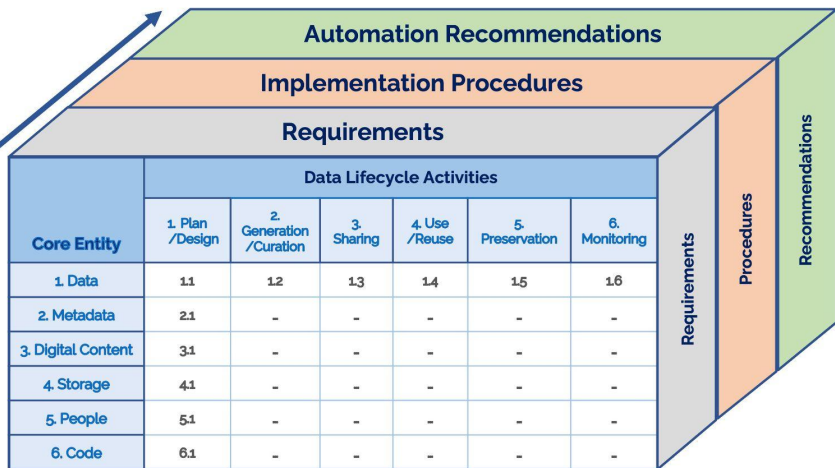 Automation Recommendations
Implementation Procedures
Requirements
Data Lifecycle Activities
Core Entity
1. Plan
/Design
2.
Generation
/Curation
3.
Sharing
4. Use
/Reuse
5.
Preservation
6.
Monitoring
1. Data 1.1 1.2 1.3 1.4 1.5 1.6
2. Metadata 2.1 - - - - -
3. Digital Content 3.1 - - - - -
4. Storage 4.1 - - - - -
5. People 5.1 - - - - -
6. Code 6.1 - - - - -
Requirements
Procedures
Recommendations